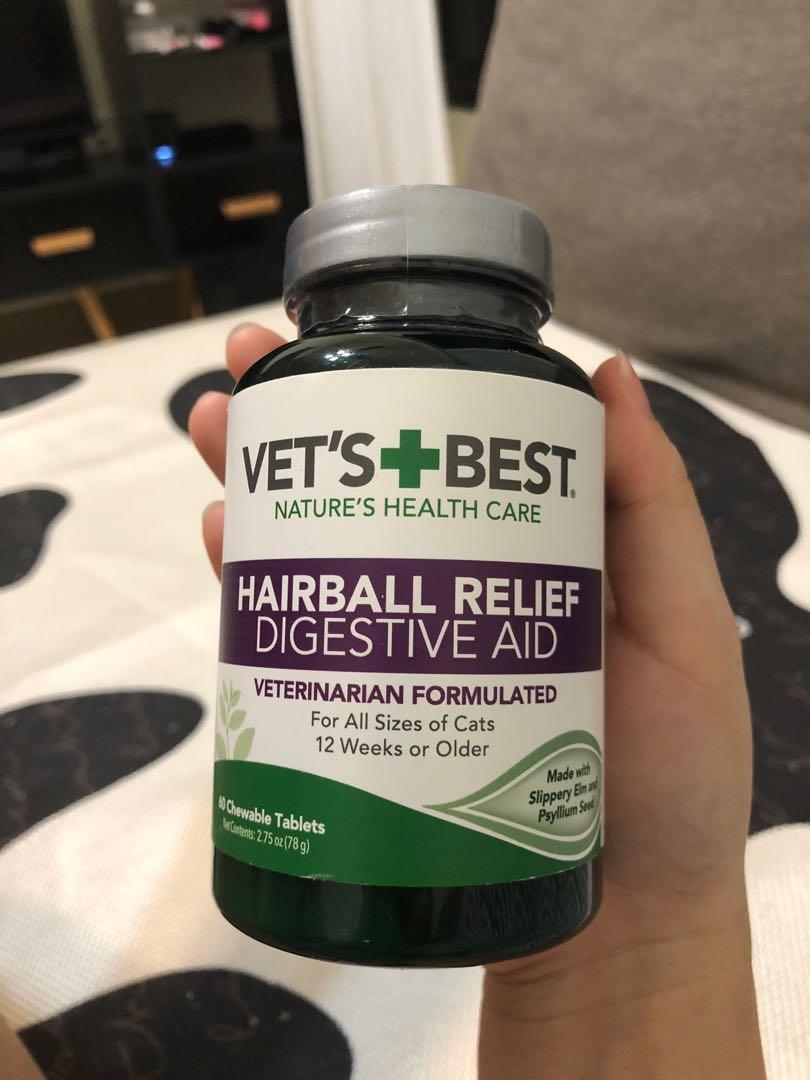 VET'S+BEST®
NATURE'S HEALTH CARE
HAIRBALL RELIEF
DIGESTIVE AID
VETERINARIAN FORMULATED
For All Sizes of Cats
12 Weeks or Older
Made with
Slippery Elm and
Psyllium Seed
60 Chewable Tablets
Net Contents: 2.75 oz (78 g)